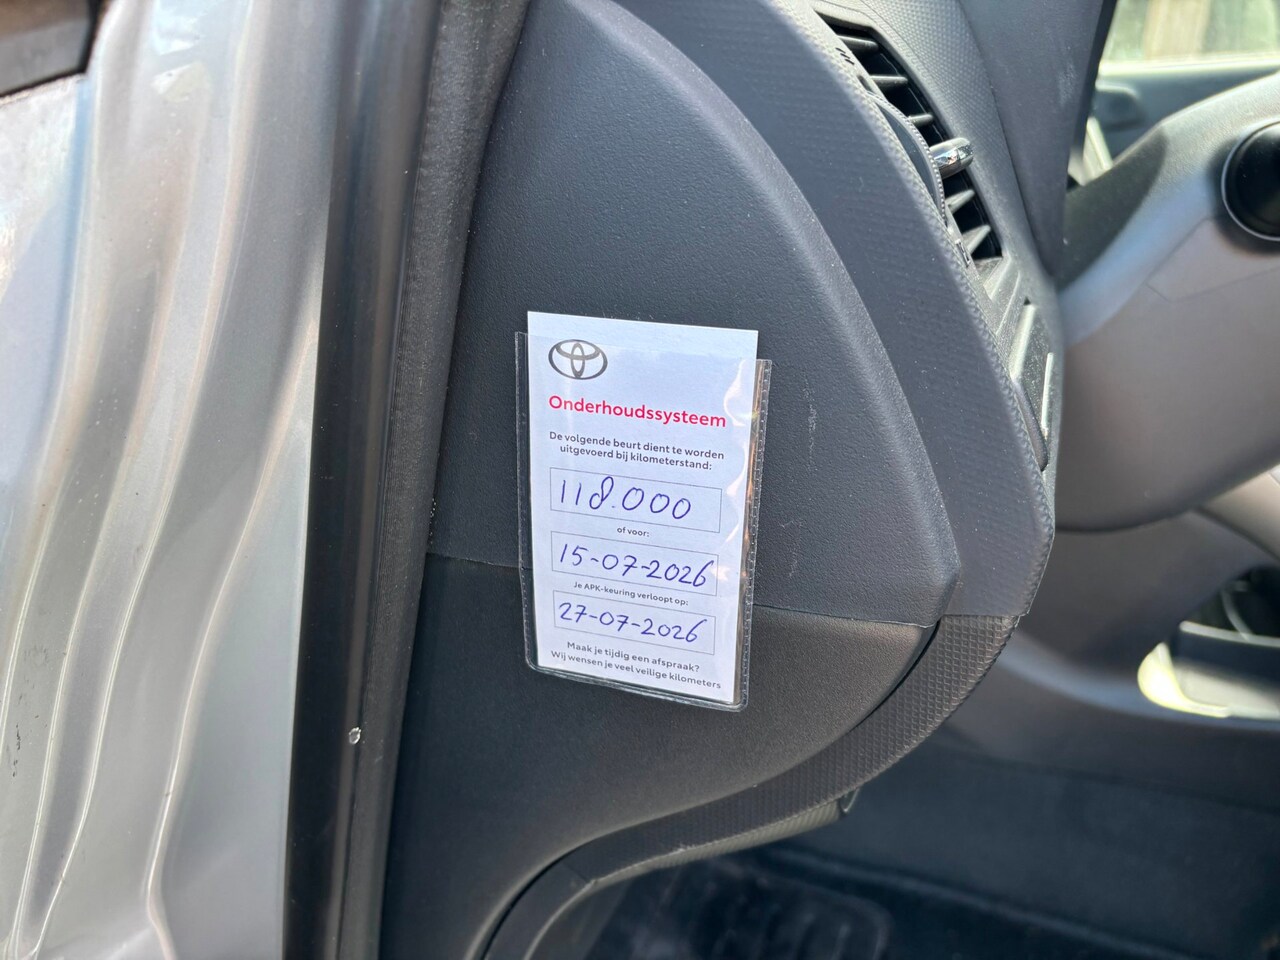 Onderhoudssysteem
De volgende beurt dient te worden
uitgevoerd bij kilometerstand:
118.000
of voor:
15-07-2026
Je APK-keuring verloopt op:
27-07-2026
Maak je tijdig een afspraak?
Wij wensen je veel veilige kilometers